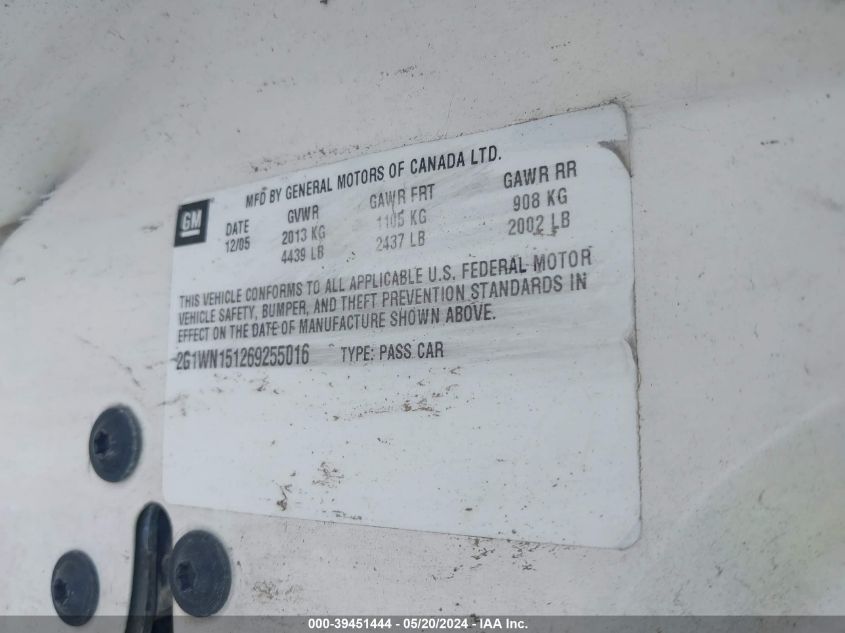 MFD BY GENERAL MOTORS OF CANADA LTD.
GM
DATE GVWR GAWR FRT GAWR RR
12/05 2013 KG 1105 KG 908 KG
4439 LB 2437 LB 2002 LB
THIS VEHICLE CONFORMS TO ALL APPLICABLE U.S. FEDERAL MOTOR
VEHICLE SAFETY, BUMPER, AND THEFT PREVENTION STANDARDS IN
EFFECT ON THE DATE OF MANUFACTURE SHOWN ABOVE.
2G1WN151269255016 TYPE: PASS CAR
000-39451444 - 05/20/2024 - IAA Inc.